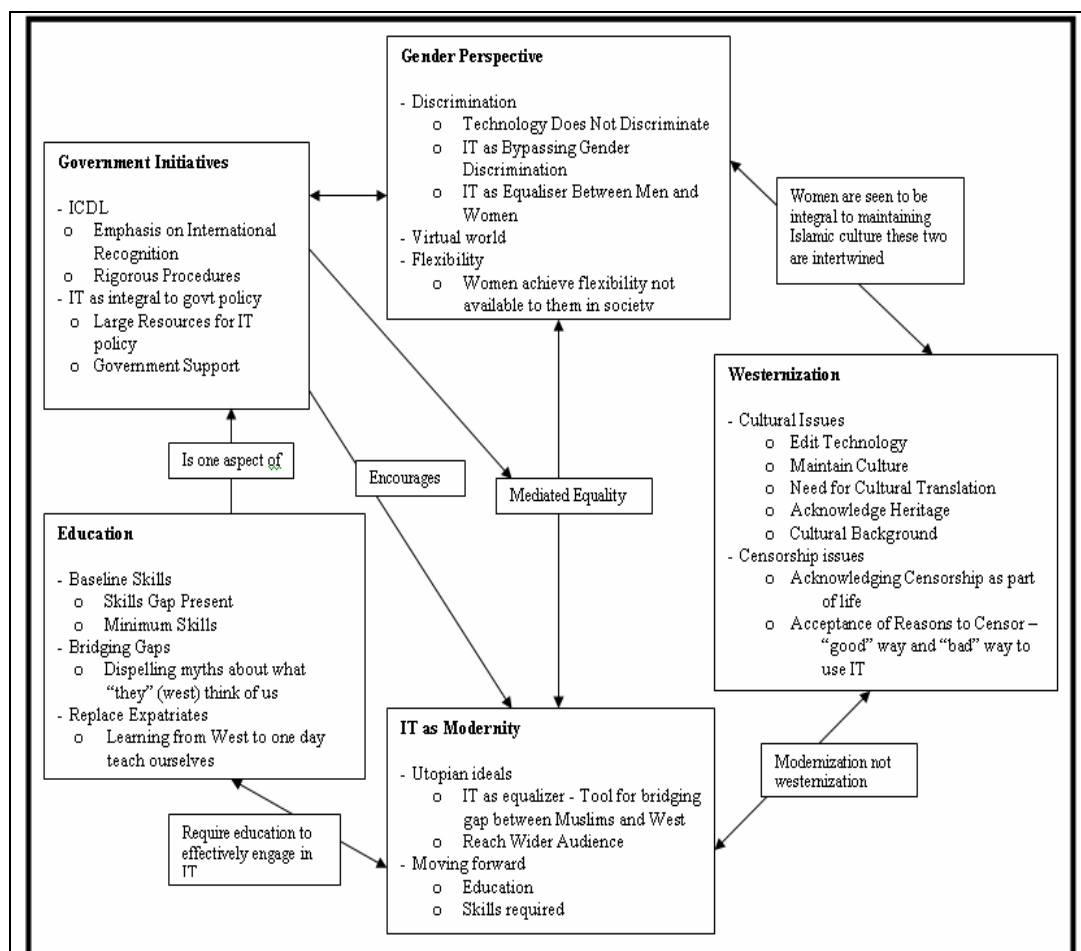 Gender Perspective
- Discrimination
o Technology Does Not Discriminate
o IT as Bypassing Gender
Discrimination
o IT as Equaliser Between Men and
Women
- Virtual world
- Flexibility
o Women achieve flexibility not
available to them in society
Government Initiatives
- ICDL
o Emphasis on International
Recognition
o Rigorous Procedures
- IT as integral to govt policy
o Large Resources for IT
policy
o Government Support
Women are seen to be
integral to maintaining
Islamic culture these two
are intertwined
Westernization
- Cultural Issues
o Edit Technology
o Maintain Culture
o Need for Cultural Translation
o Acknowledge Heritage
o Cultural Background
- Censorship issues
o Acknowledging Censorship as part
of life
o Acceptance of Reasons to Censor –
“good” way and “bad” way to
use IT
Is one aspect of
Encourages
Mediated Equality
Education
- Baseline Skills
o Skills Gap Present
o Minimum Skills
- Bridging Gaps
o Dispelling myths about what
“they” (west) think of us
- Replace Expatriates
o Learning from West to one day
teach ourselves
IT as Modernity
- Utopian ideals
o IT as equalizer - Tool for bridging
gap between Muslims and West
o Reach Wider Audience
- Moving forward
o Education
o Skills required
Modernization not
westernization
Require education to
effectively engage in
IT